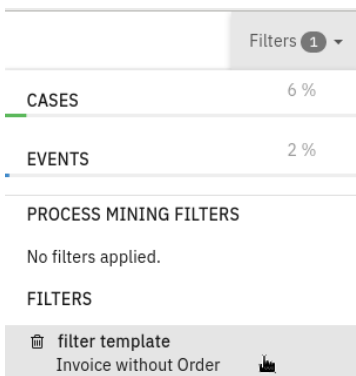 Filters 1
CASES 6 %
EVENTS 2 %
PROCESS MINING FILTERS
No filters applied.
FILTERS
filter template
Invoice without Order